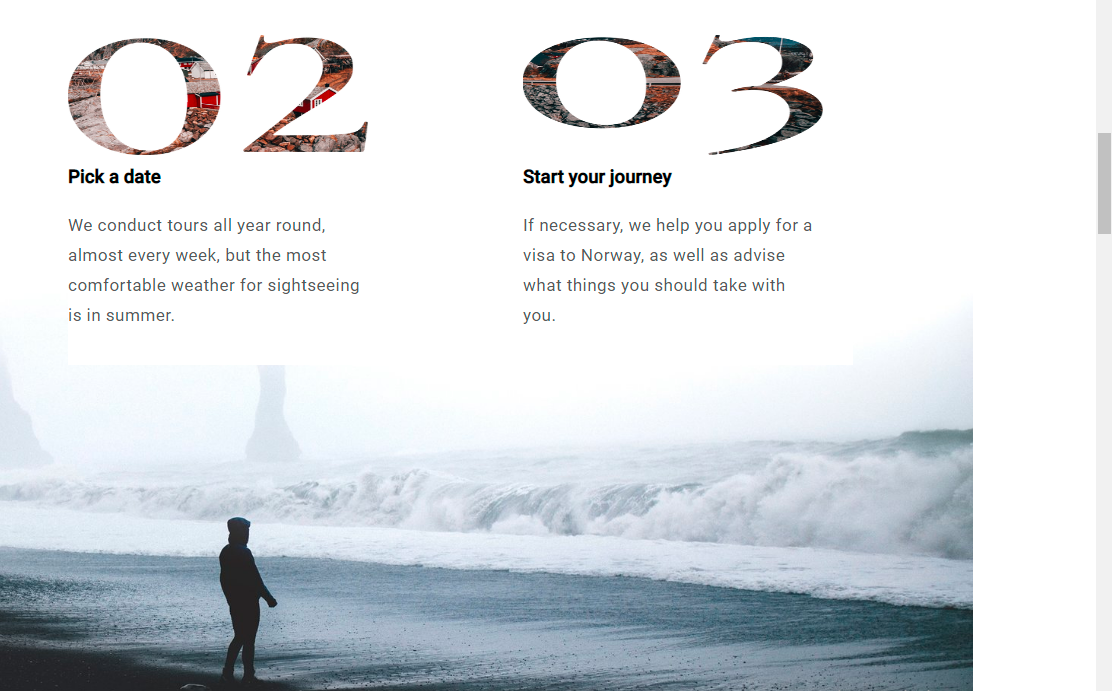 02
Pick a date
We conduct tours all year round,
almost every week, but the most
comfortable weather for sightseeing
is in summer.
03
Start your journey
If necessary, we help you apply for a
visa to Norway, as well as advise
what things you should take with
you.